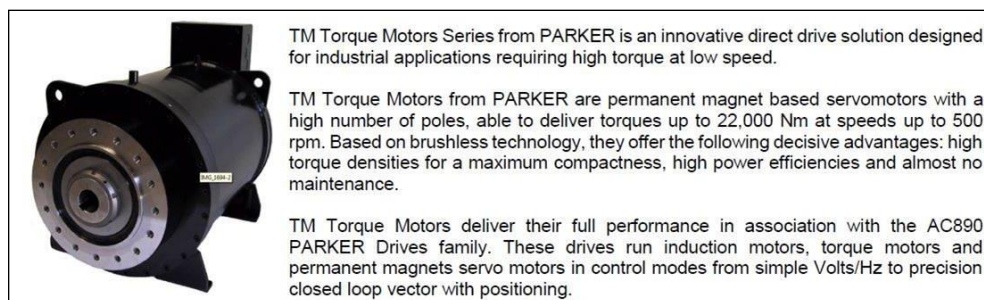 TM Torque Motors Series from PARKER is an innovative direct drive solution designed
for industrial applications requiring high torque at low speed.
TM Torque Motors from PARKER are permanent magnet based servomotors with a
high number of poles, able to deliver torques up to 22,000 Nm at speeds up to 500
rpm. Based on brushless technology, they offer the following decisive advantages: high
torque densities for a maximum compactness, high power efficiencies and almost no
maintenance.
TM Torque Motors deliver their full performance in association with the AC890
PARKER Drives family. These drives run induction motors, torque motors and
permanent magnets servo motors in control modes from simple Volts/Hz to precision
closed loop vector with positioning.